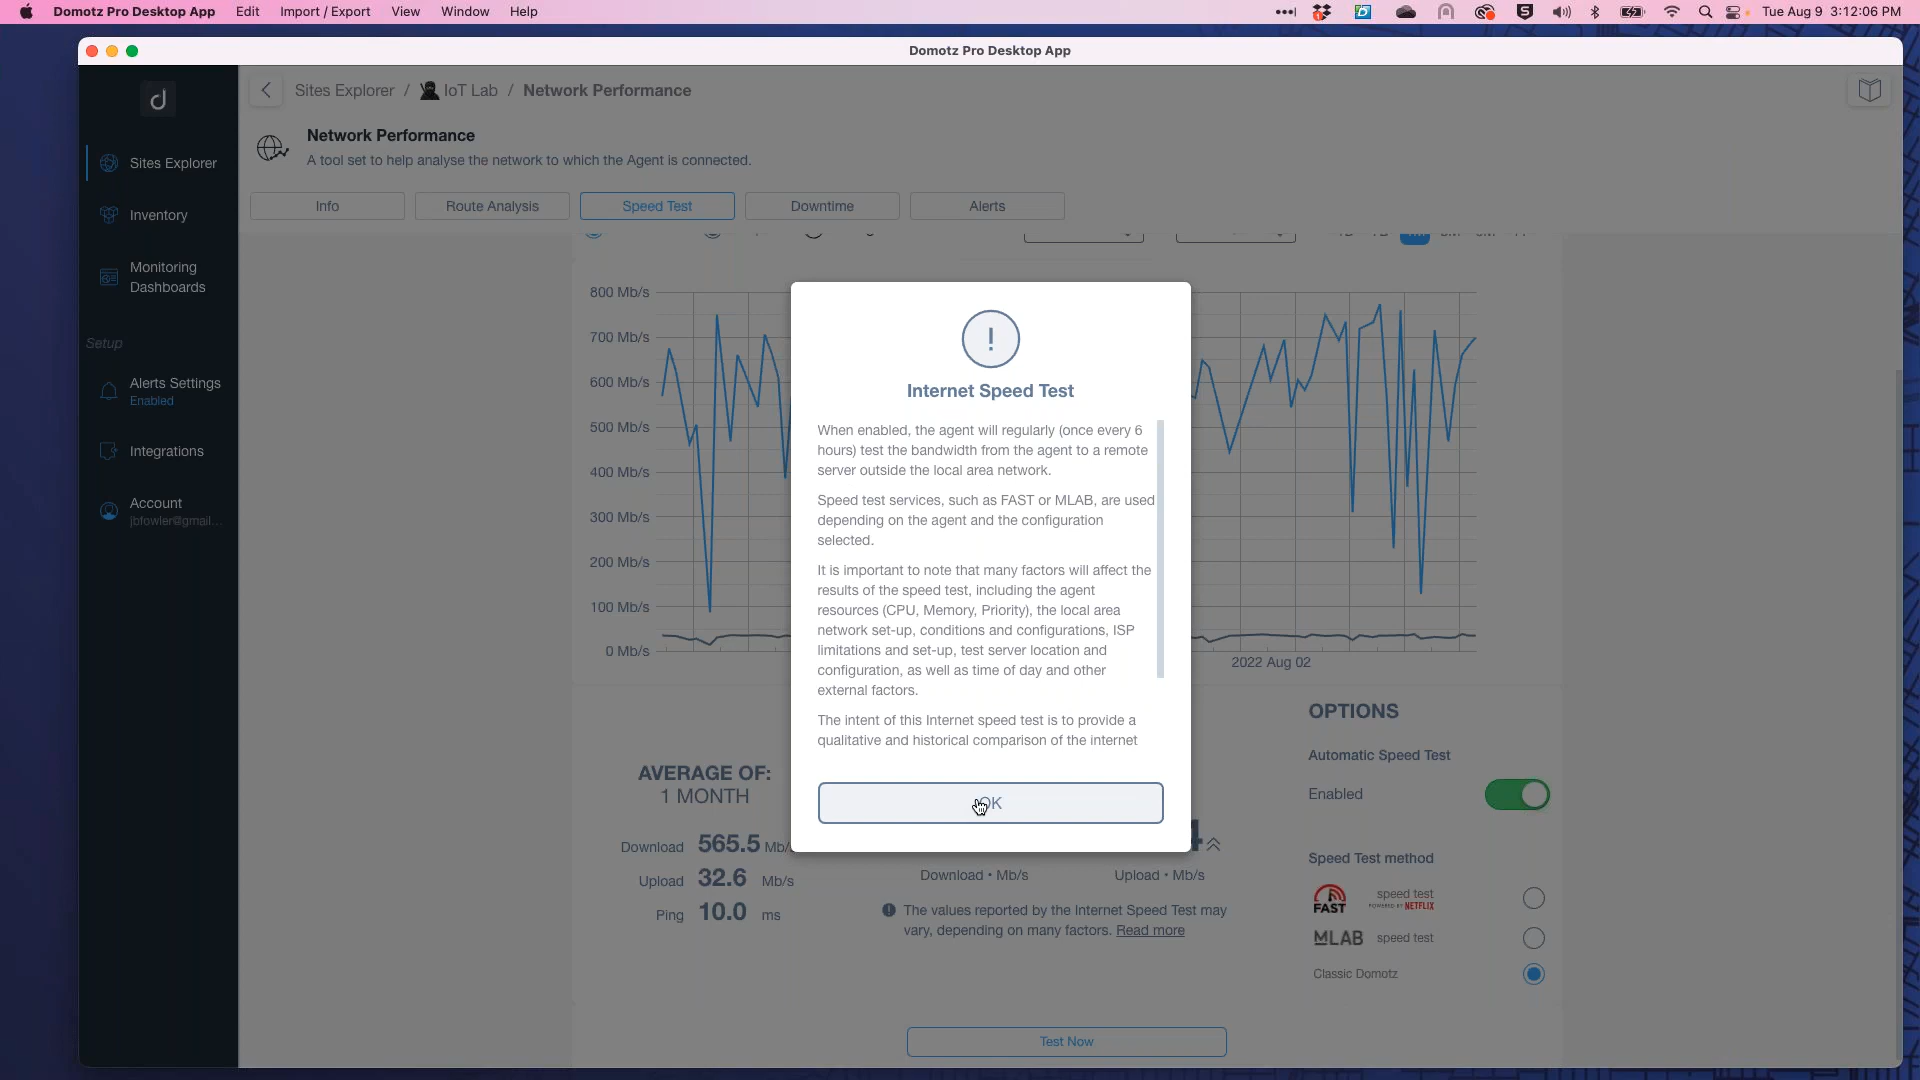 Domotz Pro Desktop App Edit Import / Export View Window Help Tue Aug 9 3:12:06 PM
Domotz Pro Desktop App
Sites Explorer / IoT Lab / Network Performance
Network Performance
A tool set to help analyse the network to which the Agent is connected.
Info Route Analysis Speed Test Downtime Alerts
Sites Explorer
Inventory
Monitoring
Dashboards
Setup
Alerts Settings
Enabled
Integrations
Account
jbfowler@gmail...
800 Mb/s
700 Mb/s
600 Mb/s
500 Mb/s
400 Mb/s
300 Mb/s
200 Mb/s
100 Mb/s
0 Mb/s
2022 Aug 02
!
Internet Speed Test
When enabled, the agent will regularly (once every 6
hours) test the bandwidth from the agent to a remote
server outside the local area network.
Speed test services, such as FAST or MLAB, are used
depending on the agent and the configuration
selected.
It is important to note that many factors will affect the
results of the speed test, including the agent
resources (CPU, Memory, Priority), the local area
network set-up, conditions and configurations, ISP
limitations and set-up, test server location and
configuration, as well as time of day and other
external factors.
The intent of this Internet speed test is to provide a
qualitative and historical comparison of the internet
OK
AVERAGE OF:
1 MONTH
Download 565.5 Mb/
Upload 32.6 Mb/s
Ping 10.0 ms
Download • Mb/s Upload • Mb/s
The values reported by the Internet Speed Test may
vary, depending on many factors. Read more
OPTIONS
Automatic Speed Test
Enabled
Speed Test method
FAST speed test
POWERED BY NETFLIX
MLAB speed test
Classic Domotz
Test Now